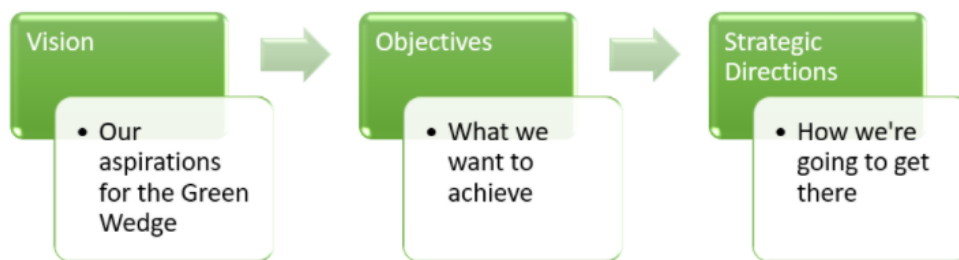 Vision
• Our
aspirations
for the Green
Wedge
Objectives
• What we
want to
achieve
Strategic
Directions
• How we're
going to get
there